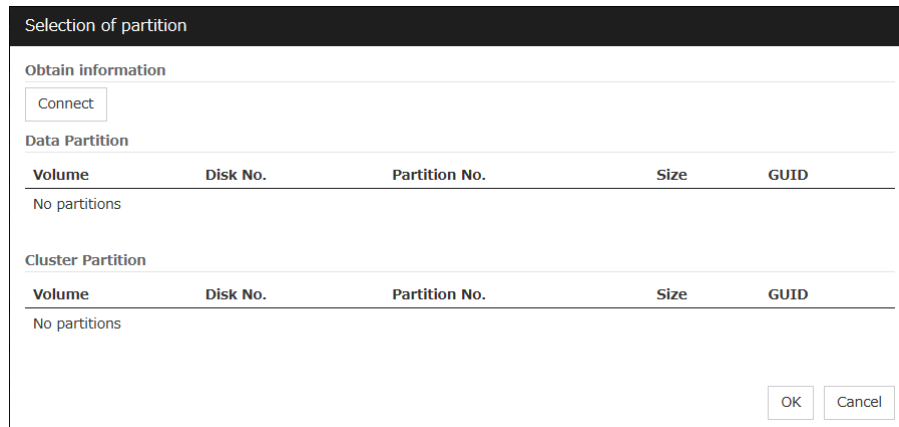 Selection of partition
Obtain information
Connect
Data Partition
Volume Disk No. Partition No. Size GUID
No partitions
Cluster Partition
Volume Disk No. Partition No. Size GUID
No partitions
OK Cancel